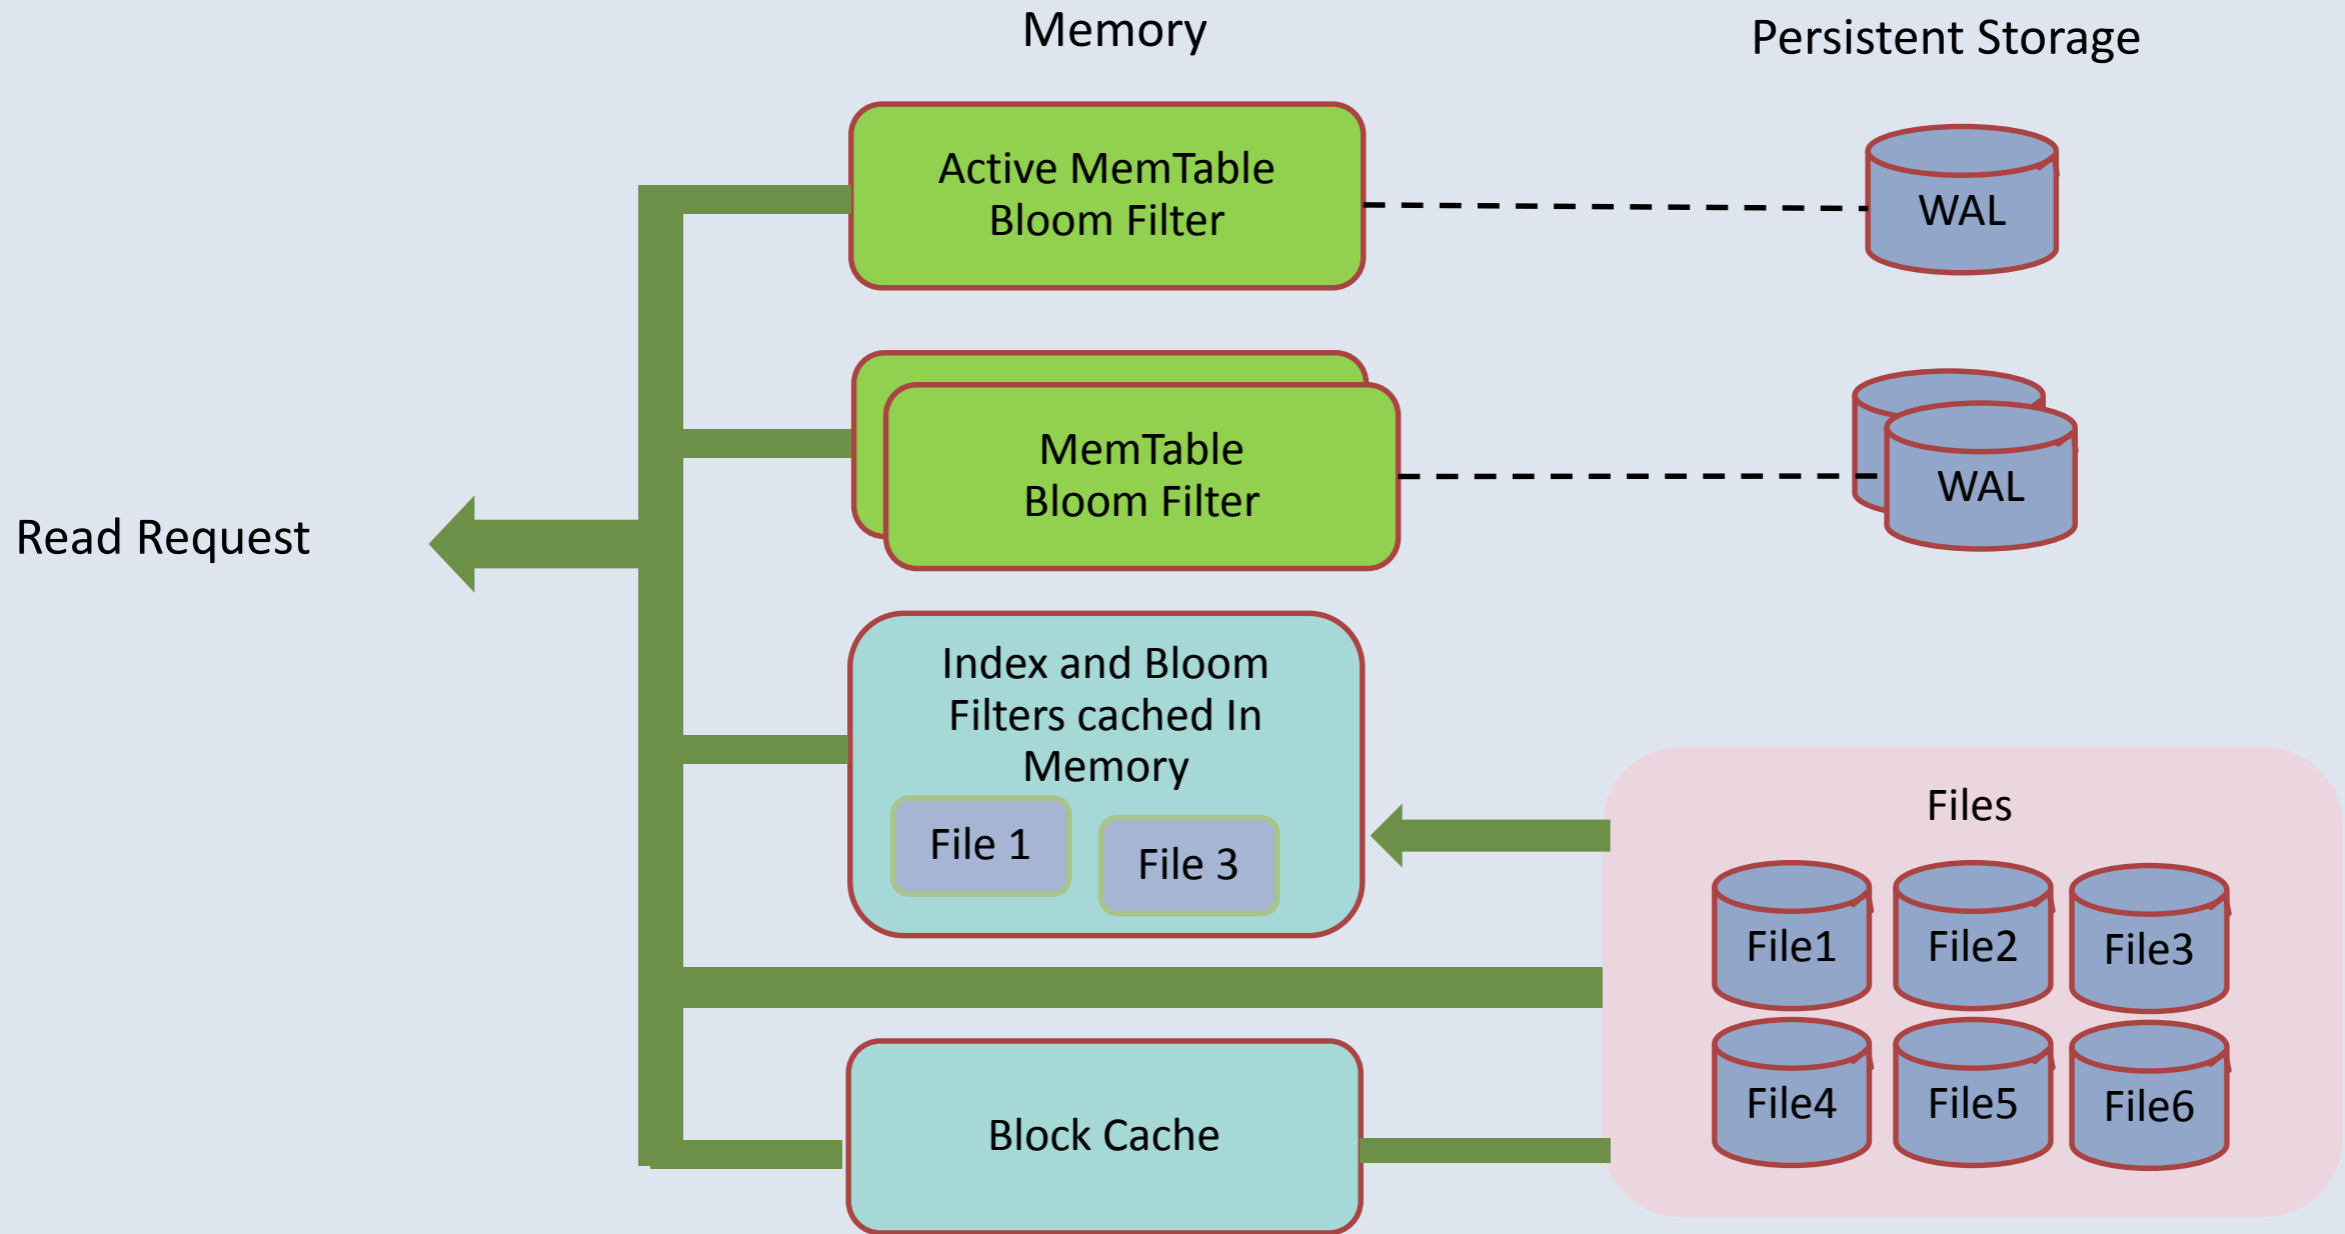 Memory
Persistent Storage
Active MemTable
Bloom Filter
WAL
MemTable
Bloom Filter
WAL
Read Request
Index and Bloom
Filters cached In
Memory
File 1
File 3
Files
File1
File2
File3
File4
File5
File6
Block Cache